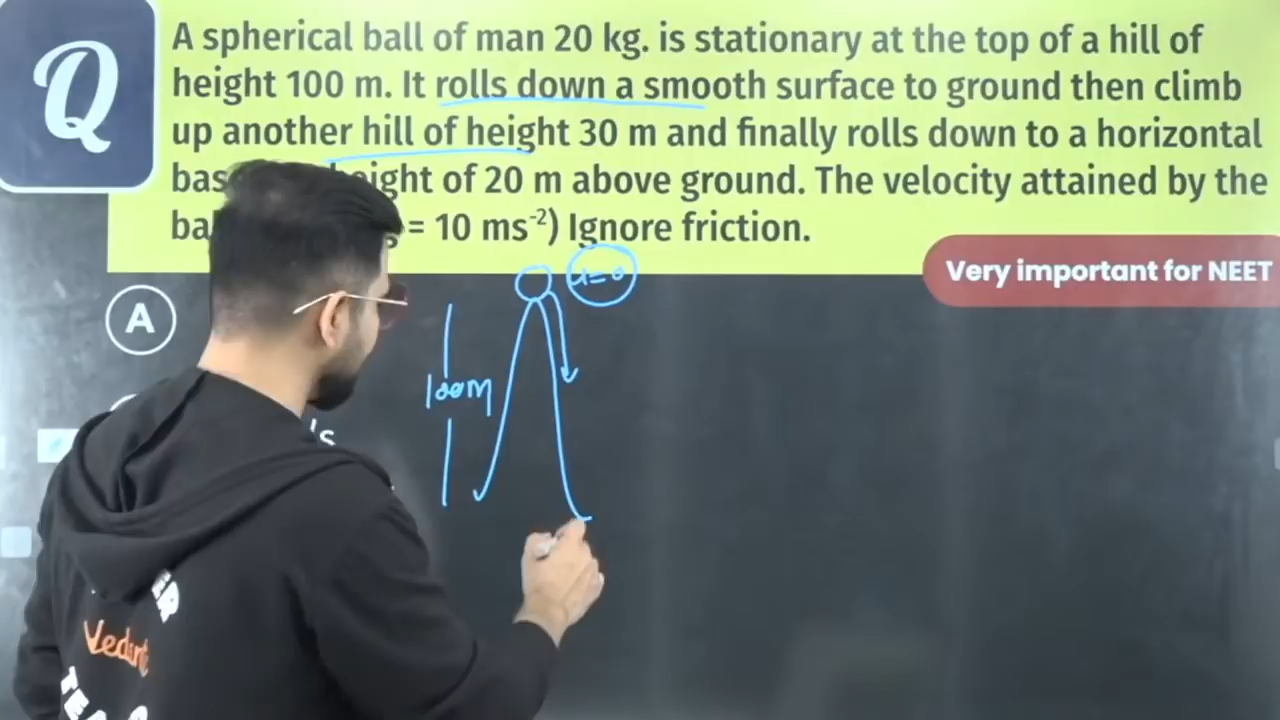 Q
A spherical ball of man 20 kg. is stationary at the top of a hill of
height 100 m. It rolls down a smooth surface to ground then climb
up another hill of height 30 m and finally rolls down to a horizontal
height of 20 m above ground. The velocity attained by the
= 10 ms⁻²) Ignore friction.
Very important for NEET
u=0
A
100m